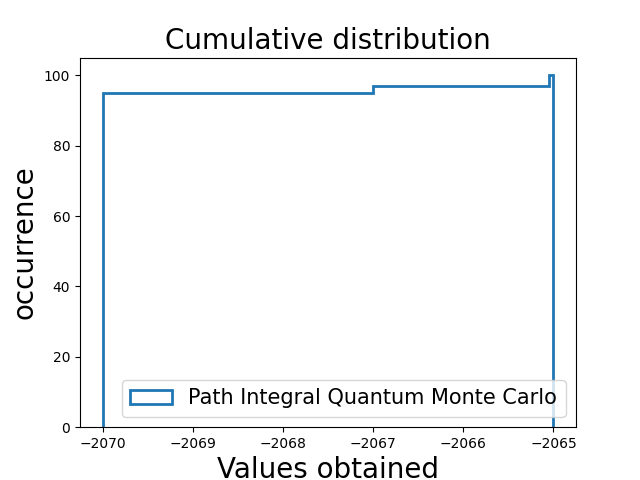 Cumulative distribution
100
80
60
40
20
0
occurrence
Path Integral Quantum Monte Carlo
−2070 −2069 −2068 −2067 −2066 −2065
Values obtained